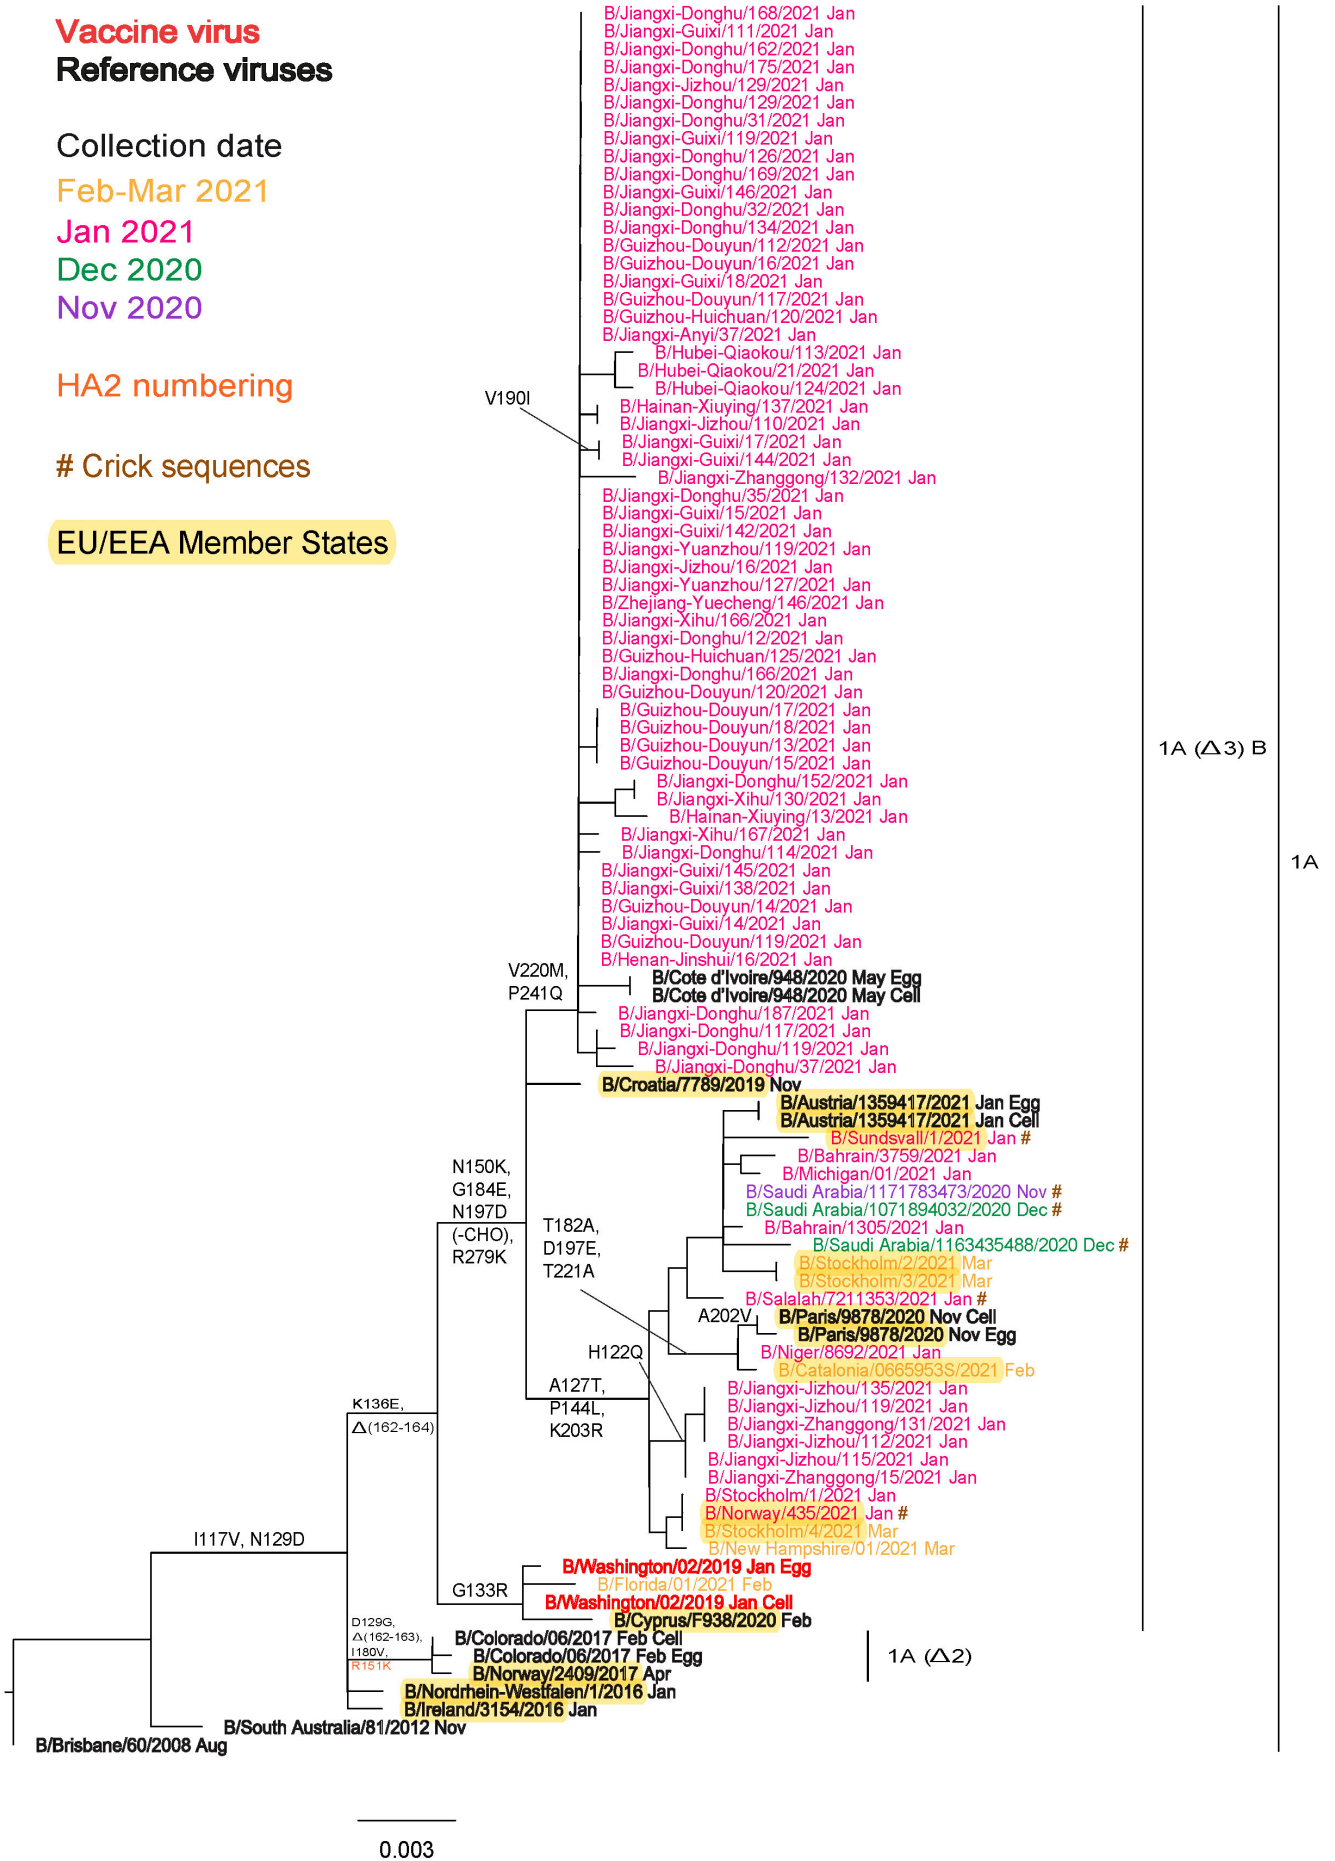 Vaccine virus
Reference viruses
Collection date
Feb-Mar 2021
Jan 2021
Dec 2020
Nov 2020
HA2 numbering
# Crick sequences
EU/EEA Member States
B/Jiangxi-Donghu/168/2021 Jan
B/Jiangxi-Guixi/111/2021 Jan
B/Jiangxi-Donghu/162/2021 Jan
B/Jiangxi-Donghu/175/2021 Jan
B/Jiangxi-Jizhou/129/2021 Jan
B/Jiangxi-Donghu/129/2021 Jan
B/Jiangxi-Donghu/31/2021 Jan
B/Jiangxi-Guixi/119/2021 Jan
B/Jiangxi-Donghu/126/2021 Jan
B/Jiangxi-Donghu/169/2021 Jan
B/Jiangxi-Guixi/146/2021 Jan
B/Jiangxi-Donghu/32/2021 Jan
B/Jiangxi-Donghu/134/2021 Jan
B/Guizhou-Douyun/112/2021 Jan
B/Guizhou-Douyun/16/2021 Jan
B/Jiangxi-Guixi/18/2021 Jan
B/Guizhou-Douyun/117/2021 Jan
B/Guizhou-Huichuan/120/2021 Jan
B/Jiangxi-Anyi/37/2021 Jan
B/Hubei-Qiaokou/113/2021 Jan
B/Hubei-Qiaokou/21/2021 Jan
B/Hubei-Qiaokou/124/2021 Jan
V190I
B/Hainan-Xiuying/137/2021 Jan
B/Jiangxi-Jizhou/110/2021 Jan
B/Jiangxi-Guixi/17/2021 Jan
B/Jiangxi-Guixi/144/2021 Jan
B/Jiangxi-Zhanggong/132/2021 Jan
B/Jiangxi-Donghu/35/2021 Jan
B/Jiangxi-Guixi/15/2021 Jan
B/Jiangxi-Guixi/142/2021 Jan
B/Jiangxi-Yuanzhou/119/2021 Jan
B/Jiangxi-Jizhou/16/2021 Jan
B/Jiangxi-Yuanzhou/127/2021 Jan
B/Zhejiang-Yuecheng/146/2021 Jan
B/Jiangxi-Xihu/166/2021 Jan
B/Jiangxi-Donghu/12/2021 Jan
B/Guizhou-Huichuan/125/2021 Jan
B/Jiangxi-Donghu/166/2021 Jan
B/Guizhou-Douyun/120/2021 Jan
B/Guizhou-Douyun/17/2021 Jan
B/Guizhou-Douyun/18/2021 Jan
B/Guizhou-Douyun/13/2021 Jan
B/Guizhou-Douyun/15/2021 Jan
1A (Δ3) B
B/Jiangxi-Donghu/152/2021 Jan
B/Jiangxi-Xihu/130/2021 Jan
B/Hainan-Xiuying/13/2021 Jan
B/Jiangxi-Xihu/167/2021 Jan
B/Jiangxi-Donghu/114/2021 Jan
1A
B/Jiangxi-Guixi/145/2021 Jan
B/Jiangxi-Guixi/138/2021 Jan
B/Guizhou-Douyun/14/2021 Jan
B/Jiangxi-Guixi/14/2021 Jan
B/Guizhou-Douyun/119/2021 Jan
B/Henan-Jinshui/16/2021 Jan
V220M,
P241Q
B/Cote d'Ivoire/948/2020 May Egg
B/Cote d'Ivoire/948/2020 May Cell
B/Jiangxi-Donghu/187/2021 Jan
B/Jiangxi-Donghu/117/2021 Jan
B/Jiangxi-Donghu/119/2021 Jan
B/Jiangxi-Donghu/37/2021 Jan
B/Croatia/7789/2019 Nov
B/Austria/1359417/2021 Jan Egg
B/Austria/1359417/2021 Jan Cell
B/Sundsvall/1/2021 Jan #
B/Bahrain/3759/2021 Jan
B/Michigan/01/2021 Jan
N150K,
G184E,
N197D
(-CHO),
R279K
B/Saudi Arabia/1171783473/2020 Nov #
B/Saudi Arabia/1071894032/2020 Dec #
B/Bahrain/1305/2021 Jan
B/Saudi Arabia/1163435488/2020 Dec #
T182A,
D197E,
T221A
B/Stockholm/2/2021 Mar
B/Stockholm/3/2021 Mar
B/Salalah/7211353/2021 Jan #
A202V
B/Paris/9878/2020 Nov Cell
B/Paris/9878/2020 Nov Egg
H122Q
B/Niger/8692/2021 Jan
B/Catalonia/0665953S/2021 Feb
A127T,
P144L,
K203R
B/Jiangxi-Jizhou/135/2021 Jan
B/Jiangxi-Jizhou/119/2021 Jan
B/Jiangxi-Zhanggong/131/2021 Jan
B/Jiangxi-Jizhou/112/2021 Jan
B/Jiangxi-Jizhou/115/2021 Jan
B/Jiangxi-Zhanggong/15/2021 Jan
K136E,
Δ(162-164)
B/Stockholm/1/2021 Jan
B/Norway/435/2021 Jan #
B/Stockholm/4/2021 Mar
B/New Hampshire/01/2021 Mar
I117V, N129D
B/Washington/02/2019 Jan Egg
G133R
B/Florida/01/2021 Feb
B/Washington/02/2019 Jan Cell
B/Cyprus/F938/2020 Feb
D129G,
Δ(162-163),
I180V,
R151K
B/Colorado/06/2017 Feb Cell
B/Colorado/06/2017 Feb Egg
1A (Δ2)
B/Norway/2409/2017 Apr
B/Nordrhein-Westfalen/1/2016 Jan
B/Ireland/3154/2016 Jan
B/South Australia/81/2012 Nov
B/Brisbane/60/2008 Aug
0.003